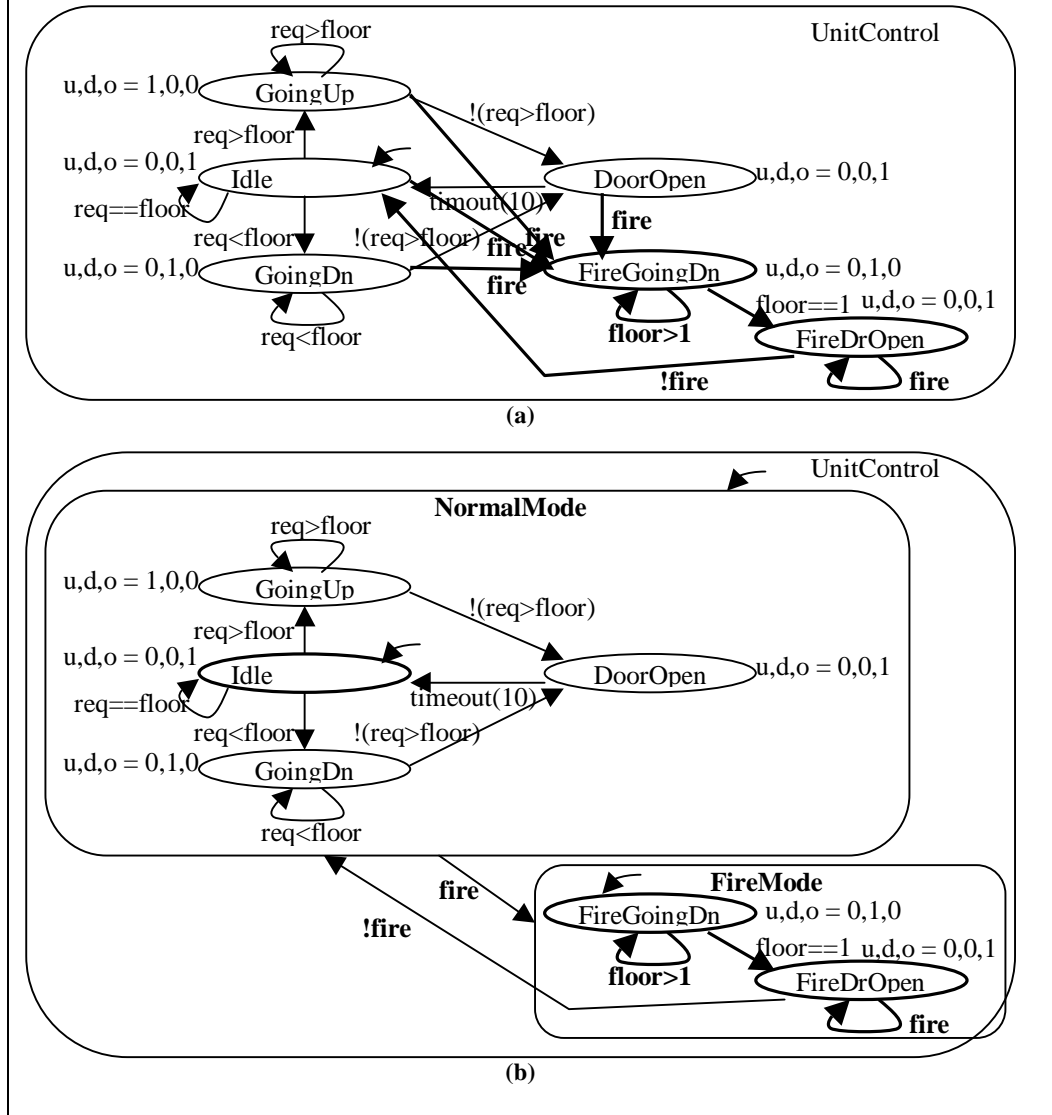 UnitControl
req>floor
u,d,o = 1,0,0
GoingUp
!(req>floor)
req>floor
u,d,o = 0,0,1
Idle
DoorOpen
u,d,o = 0,0,1
timout(10)
req==floor
fire
req<floor
!(req>floor)
fire
fire
u,d,o = 0,1,0
GoingDn
FireGoingDn
u,d,o = 0,1,0
fire
floor==1
u,d,o = 0,0,1
req<floor
floor>1
FireDrOpen
!fire
fire
(a)
UnitControl
NormalMode
req>floor
u,d,o = 1,0,0
GoingUp
!(req>floor)
req>floor
u,d,o = 0,0,1
Idle
DoorOpen
u,d,o = 0,0,1
timeout(10)
req==floor
req<floor
!(req>floor)
u,d,o = 0,1,0
GoingDn
req<floor
fire
FireMode
!fire
FireGoingDn
u,d,o = 0,1,0
floor==1
u,d,o = 0,0,1
floor>1
FireDrOpen
fire
(b)